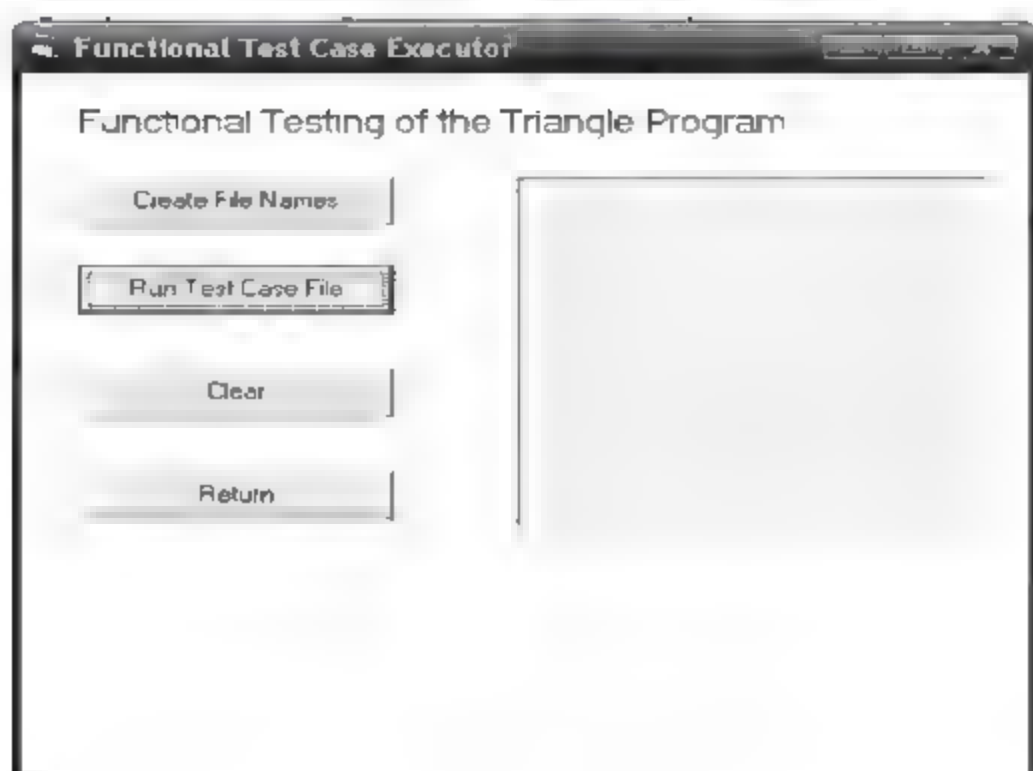 Functional Test Case Executor
Functional Testing of the Triangle Program
Create File Names
Run Test Case File
Clear
Return